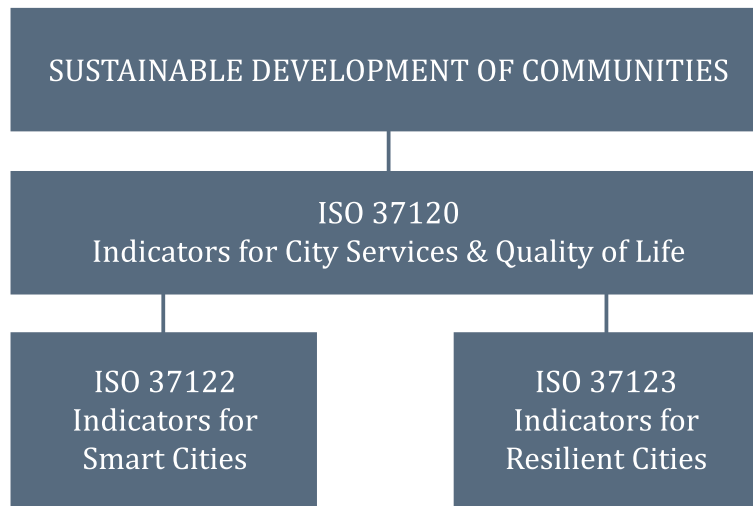 SUSTAINABLE DEVELOPMENT OF COMMUNITIES
ISO 37120
Indicators for City Services & Quality of Life
ISO 37122
Indicators for
Smart Cities
ISO 37123
Indicators for
Resilient Cities